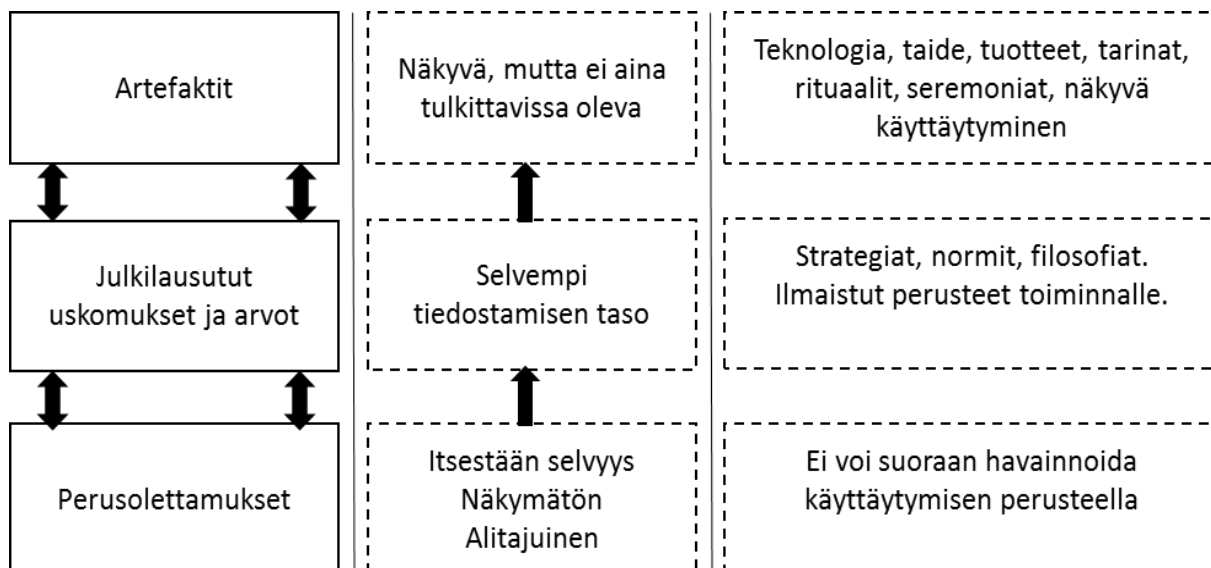 Artefaktit
Näkyvä, mutta ei aina
tulkittavissa oleva
Teknologia, taide, tuotteet, tarinat,
rituaalit, seremoniat, näkyvä
käyttäytyminen
Julkilausutut
uskomukset ja arvot
Selvempi
tiedostamisen taso
Strategiat, normit, filosofiat.
Ilmaistut perusteet toiminnalle.
Perusolettamukset
Itsestään selvyys
Näkymätön
Alitajuinen
Ei voi suoraan havainnoida
käyttäytymisen perusteella